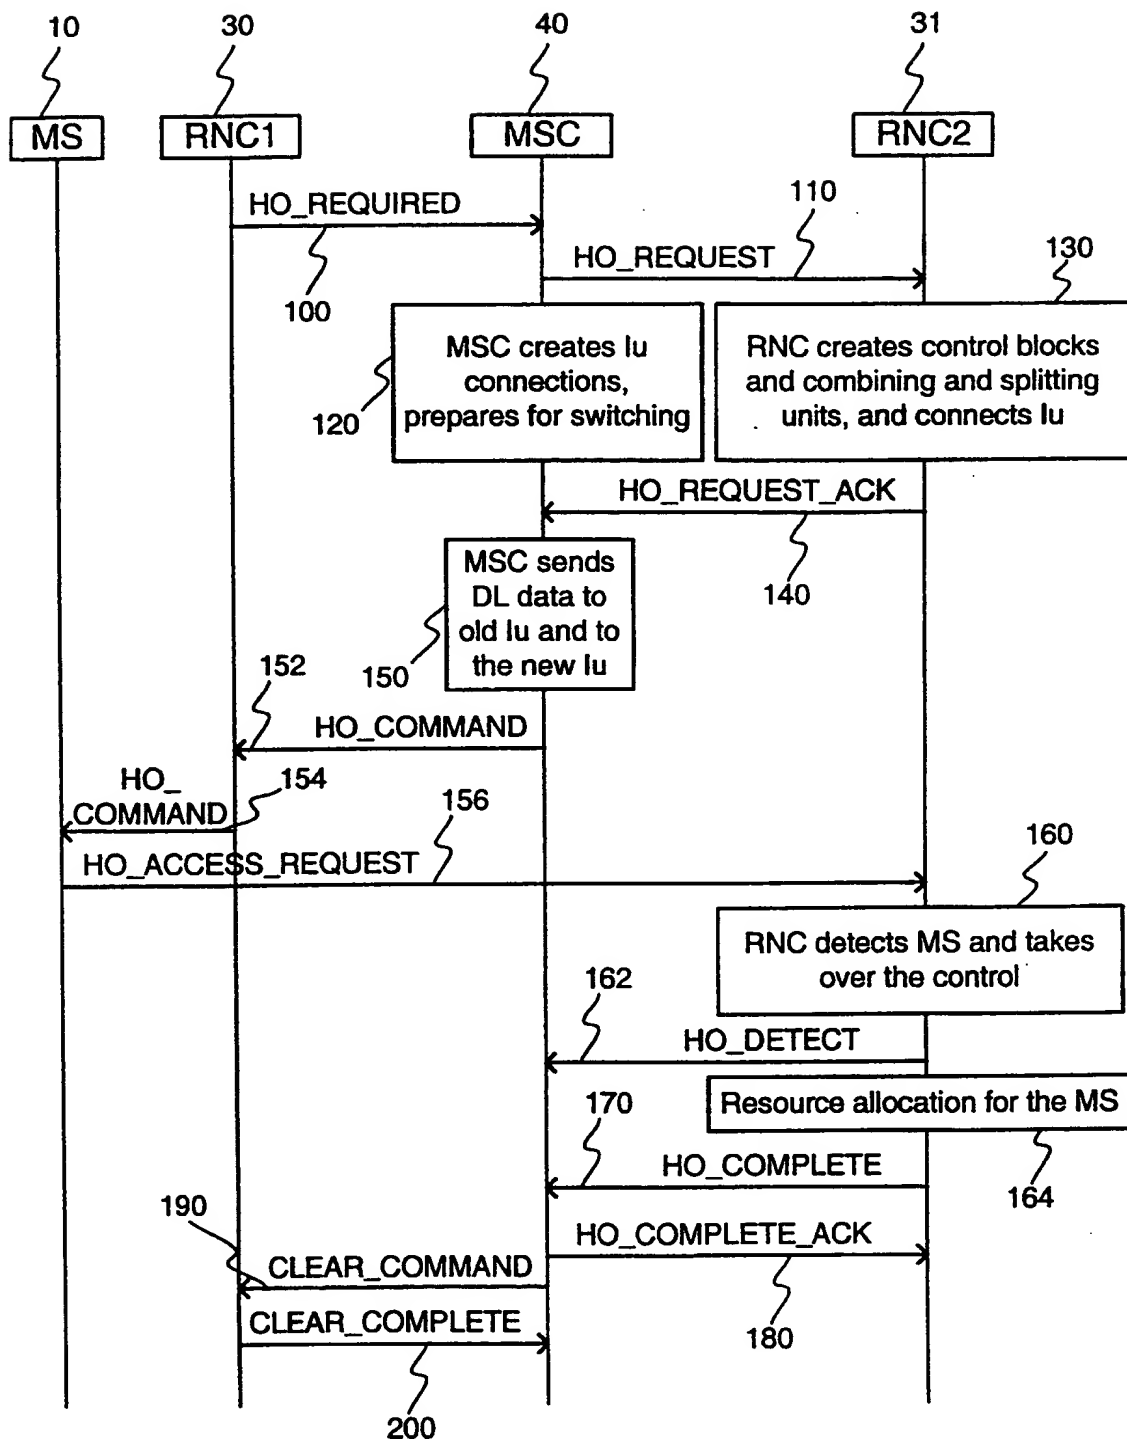 10
30
40
31
MS
RNC1
MSC
RNC2
HO_REQUIRED
100
110
HO_REQUEST
130
MSC creates Iu
connections,
prepares for switching
120
RNC creates control blocks
and combining and splitting
units, and connects Iu
HO_REQUEST_ACK
140
MSC sends
DL data to
old Iu and to
the new Iu
150
152
HO_COMMAND
HO_
COMMAND
154
156
HO_ACCESS_REQUEST
160
RNC detects MS and takes
over the control
162
HO_DETECT
Resource allocation for the MS
170
164
HO_COMPLETE
190
HO_COMPLETE_ACK
CLEAR_COMMAND
180
CLEAR_COMPLETE
200